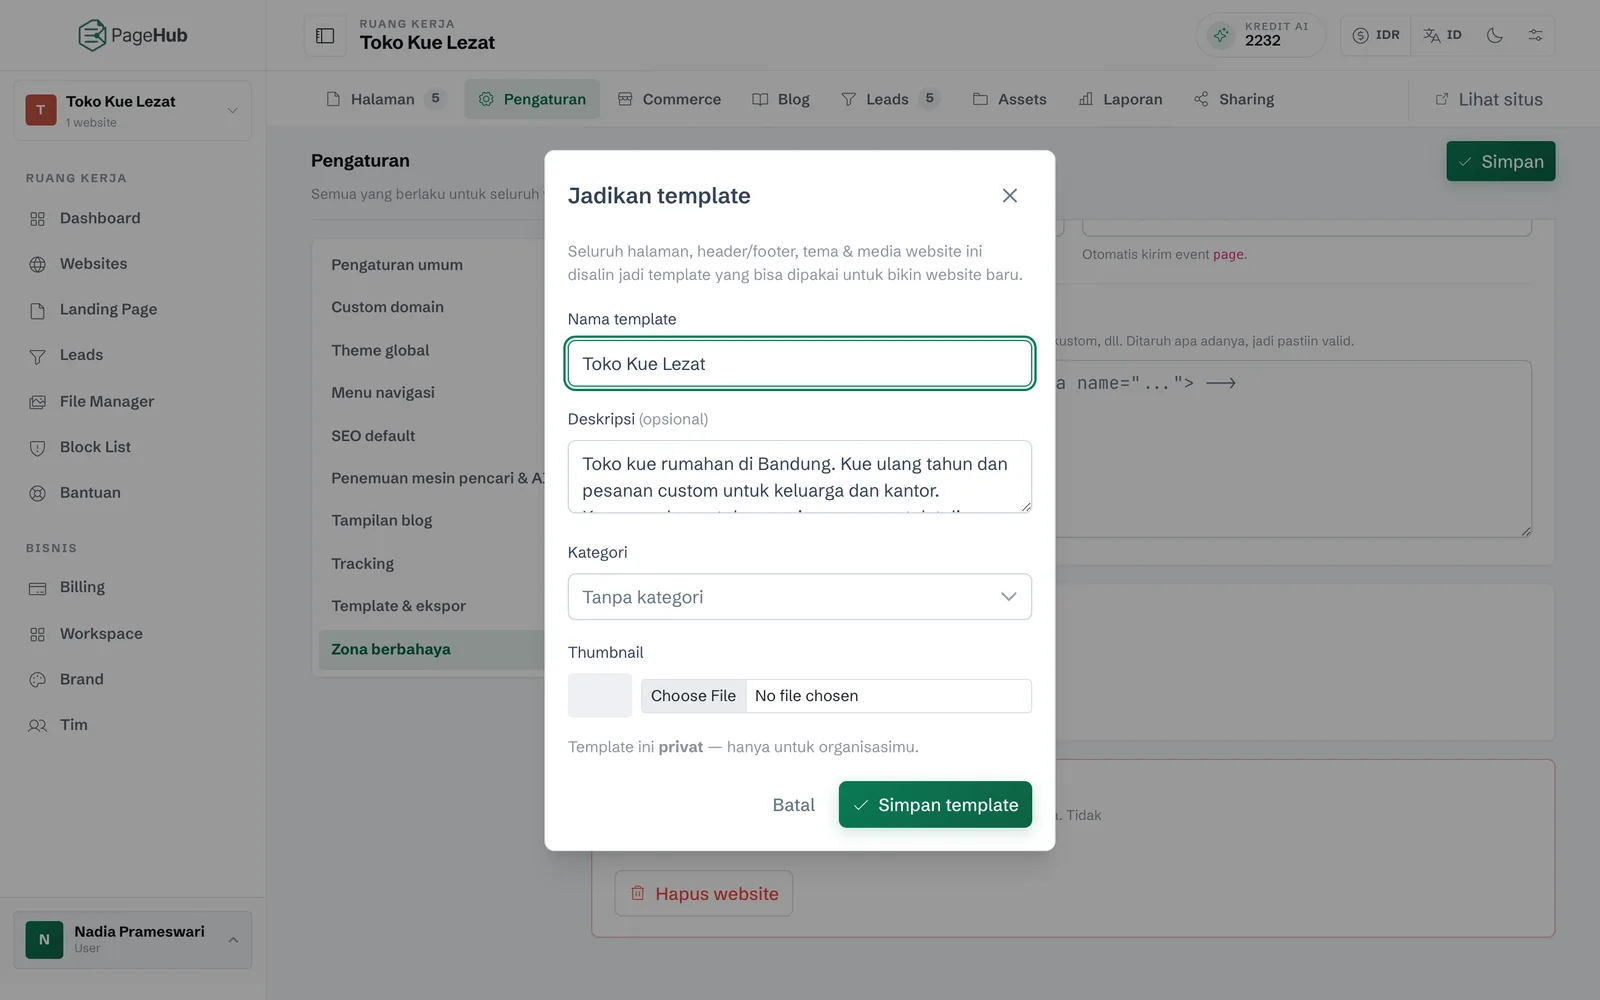 PageHub
RUANG KERJA
Toko Kue Lezat
KREDIT AI
2232
IDR
ID
T
Toko Kue Lezat
1 website
Halaman 5
Pengaturan
Commerce
Blog
Leads 5
Assets
Laporan
Sharing
Lihat situs
RUANG KERJA
Dashboard
Websites
Landing Page
Leads
File Manager
Block List
Bantuan
BISNIS
Billing
Workspace
Brand
Tim
N
Nadia Prameswari
User
Pengaturan
Semua yang berlaku untuk seluruh
Simpan
Pengaturan umum
Custom domain
Theme global
Menu navigasi
SEO default
Penemuan mesin pencari & A
Tampilan blog
Tracking
Template & ekspor
Zona berbahaya
Otomatis kirim event page.
kustom, dll. Ditaruh apa adanya, jadi pastiin valid.
a name="..."> -->
Jadikan template
Seluruh halaman, header/footer, tema & media website ini
disalin jadi template yang bisa dipakai untuk bikin website baru.
Nama template
Toko Kue Lezat
Deskripsi (opsional)
Toko kue rumahan di Bandung. Kue ulang tahun dan
pesanan custom untuk keluarga dan kantor.
Kategori
Tanpa kategori
Thumbnail
Choose File No file chosen
Template ini privat — hanya untuk organisasimu.
Batal
Simpan template
. Tidak
Hapus website